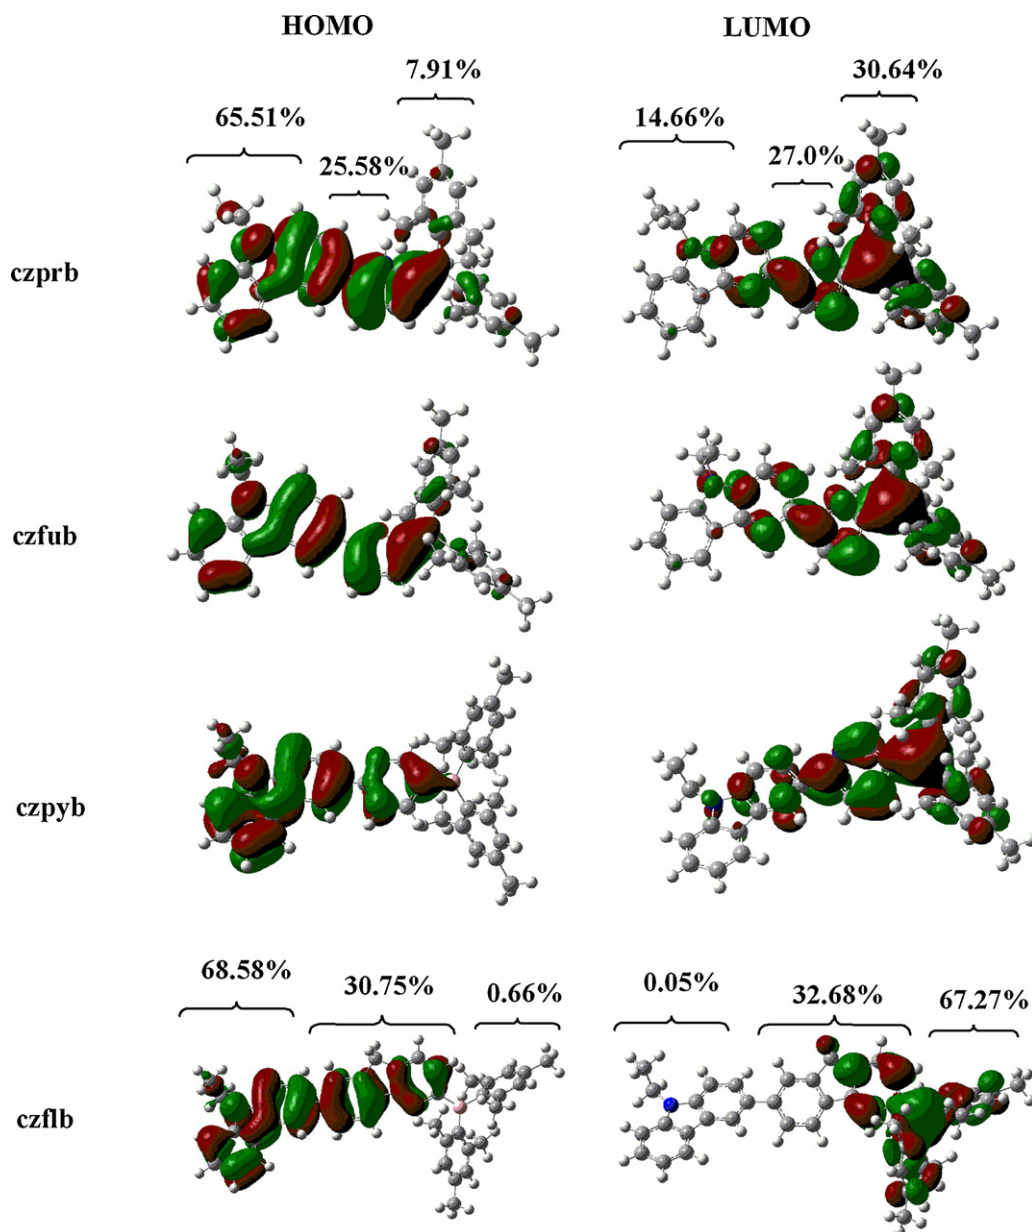 HOMO LUMO
7.91% 30.64%
65.51% 14.66%
25.58% 27.0%
czprb
czfub
czpyb
68.58% 30.75% 0.66% 0.05% 32.68% 67.27%
czflb